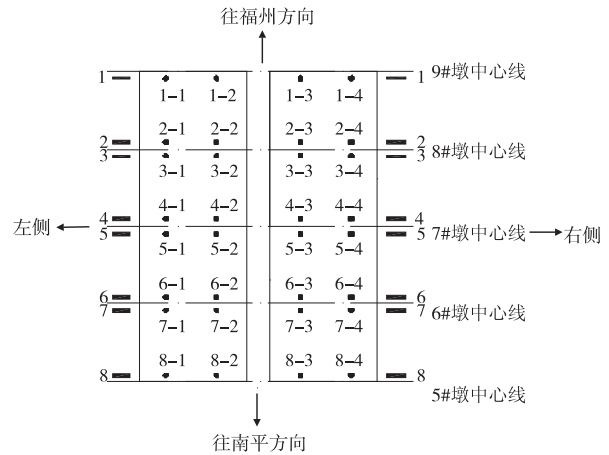 往福州方向
1 1 9#墩中心线
1-1 1-2 1-3 1-4
2-1 2-2 2-3 2-4
2 2
8#墩中心线
3 3
3-1 3-2 3-3 3-4
4-1 4-2 4-3 4-4
4 4
左侧 5 5 7#墩中心线 右侧
5-1 5-2 5-3 5-4
6-1 6-2 6-3 6-4
6 6
7 7 6#墩中心线
7-1 7-2 7-3 7-4
8-1 8-2 8-3 8-4
8 8
5#墩中心线
往南平方向